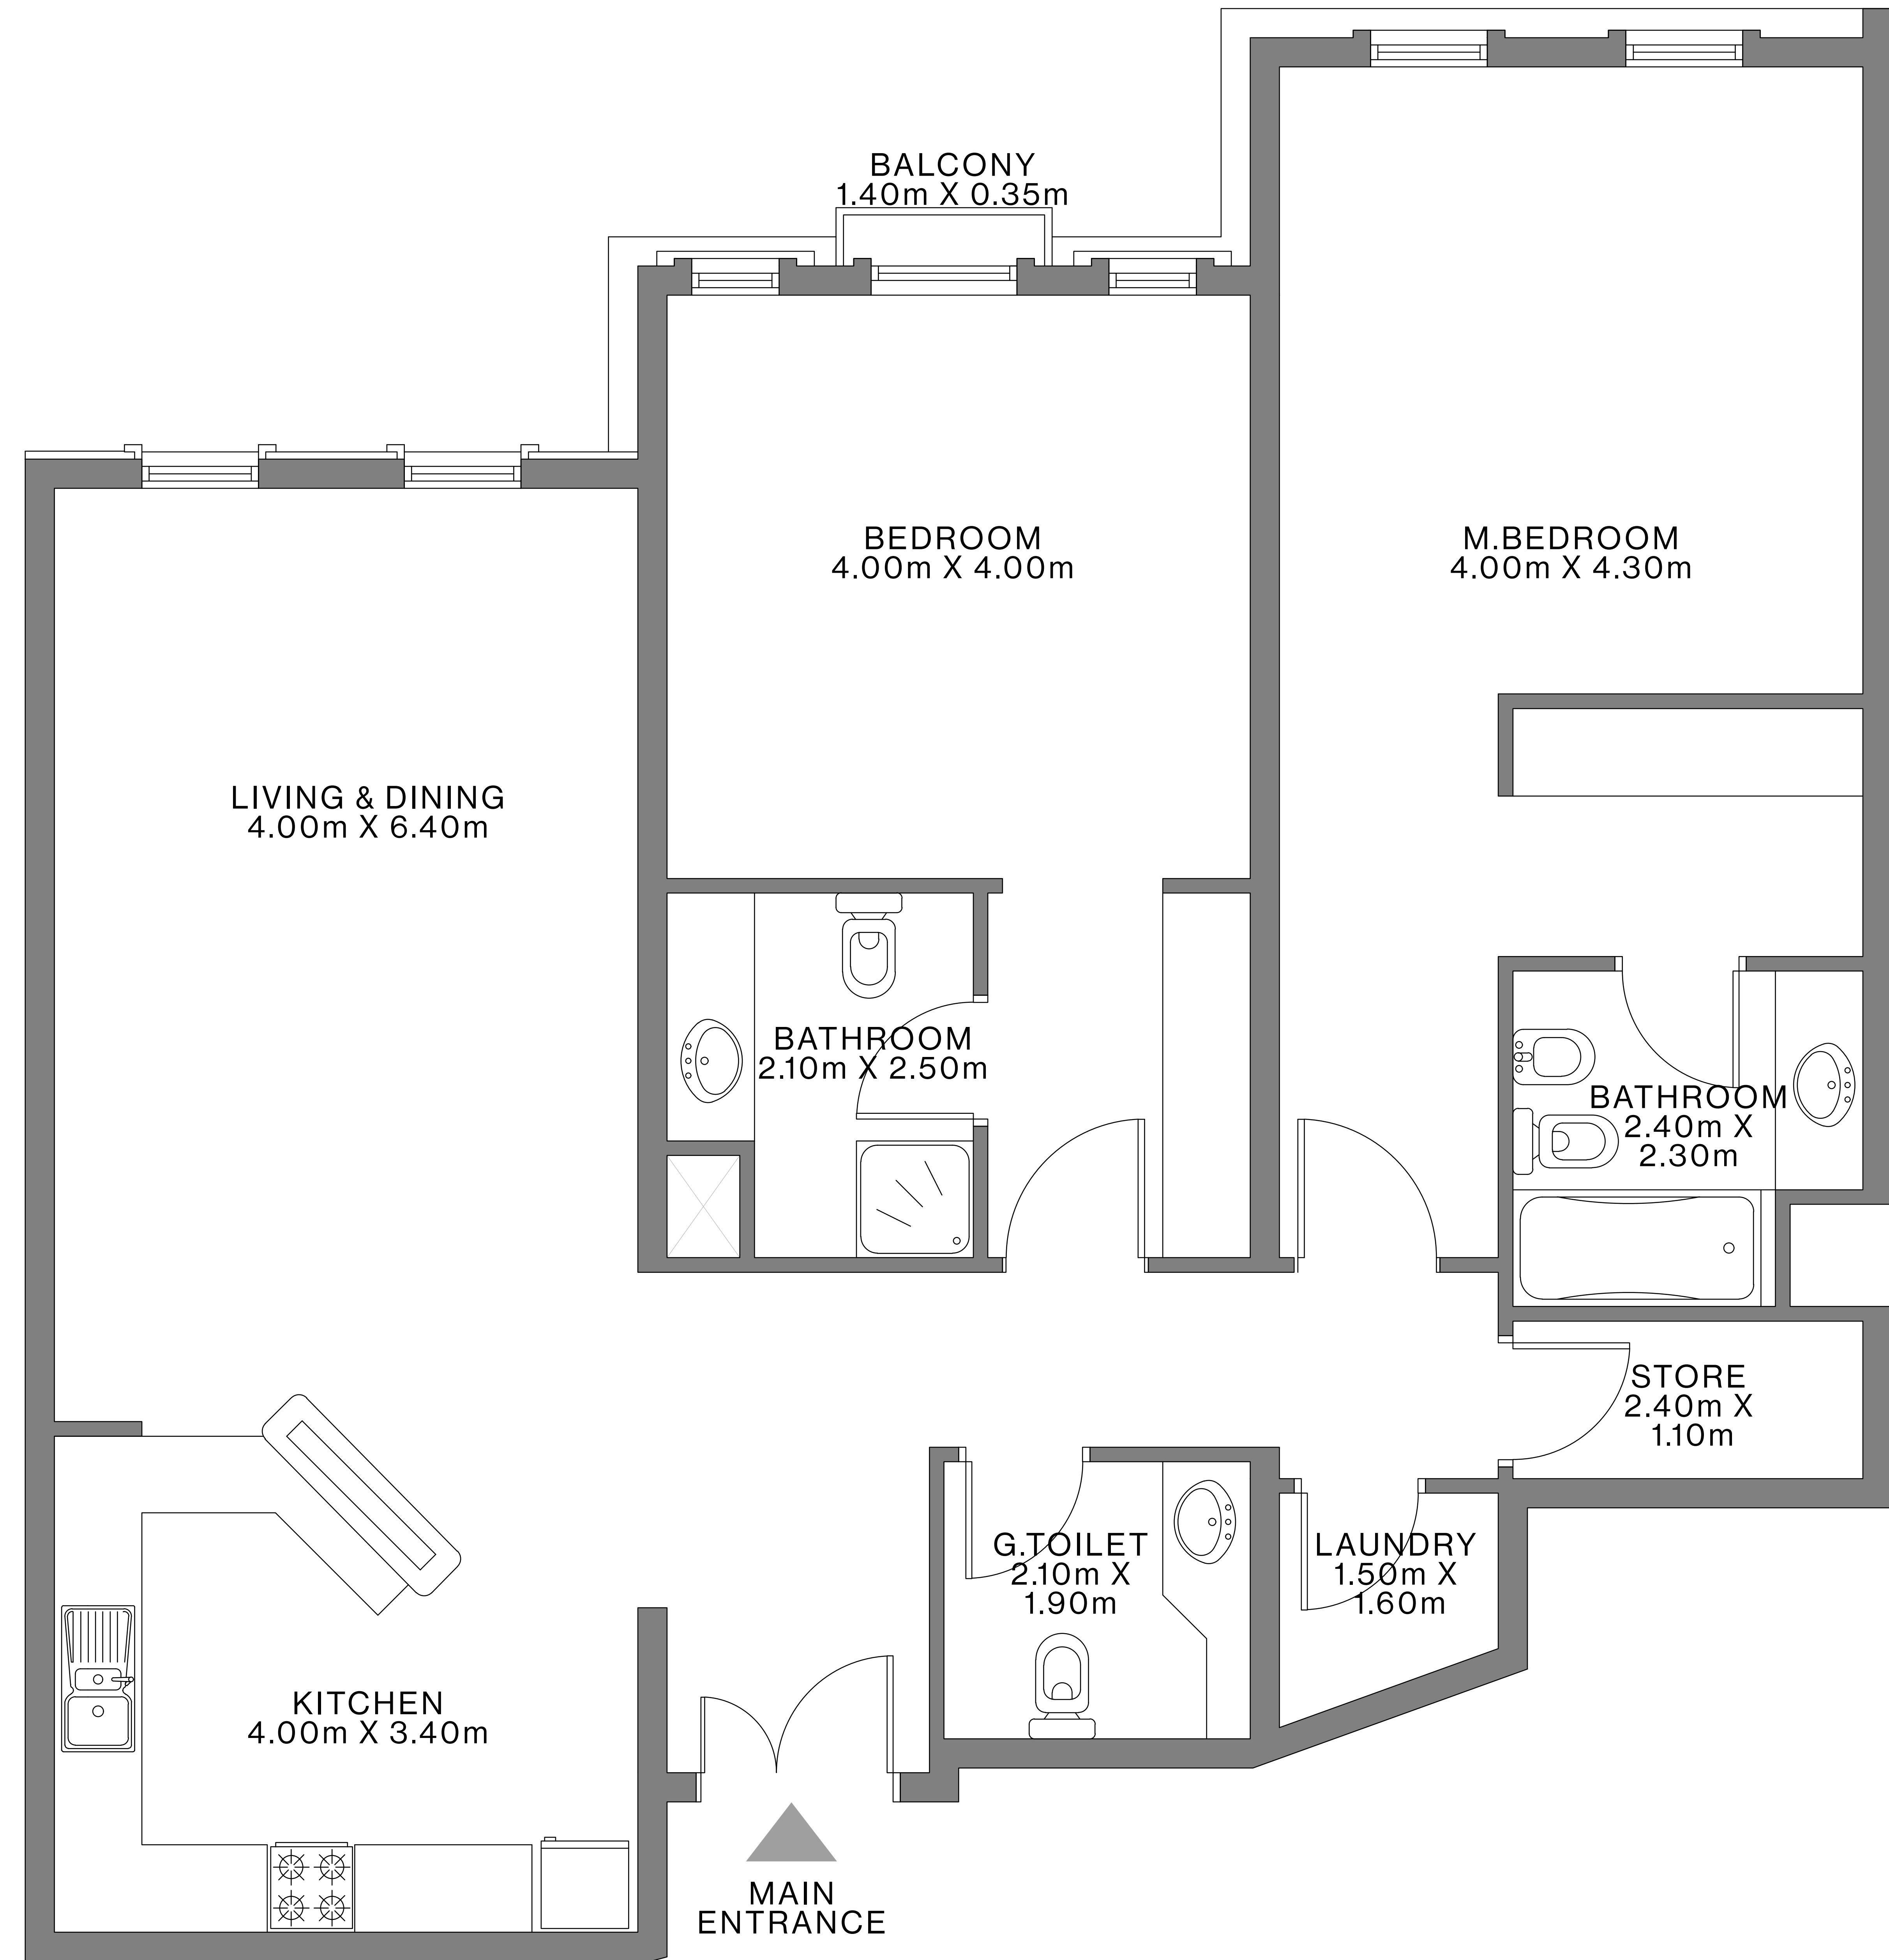 BALCONY
1.40m X 0.35m
BEDROOM
4.00m X 4.00m
M.BEDROOM
4.00m X 4.30m
LIVING & DINING
4.00m X 6.40m
BATHROOM
2.10m X 2.50m
BATHROOM
2.40m X
2.30m
STORE
2.40m X
1.10m
G.TOILET
2.10m X
1.90m
LAUNDRY
1.50m X
1.60m
KITCHEN
4.00m X 3.40m
MAIN
ENTRANCE